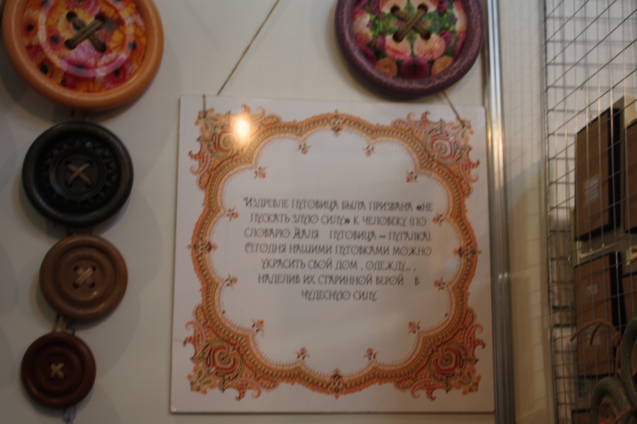 Издревле пуговица была призвана «не
пускать злую силу» к человеку (по
словарю Даля пуговица – пугалка).
Сегодня нашими пуговками можно
украсить свой дом, одежду...,
наделив их старинной верой в
чудесную силу.